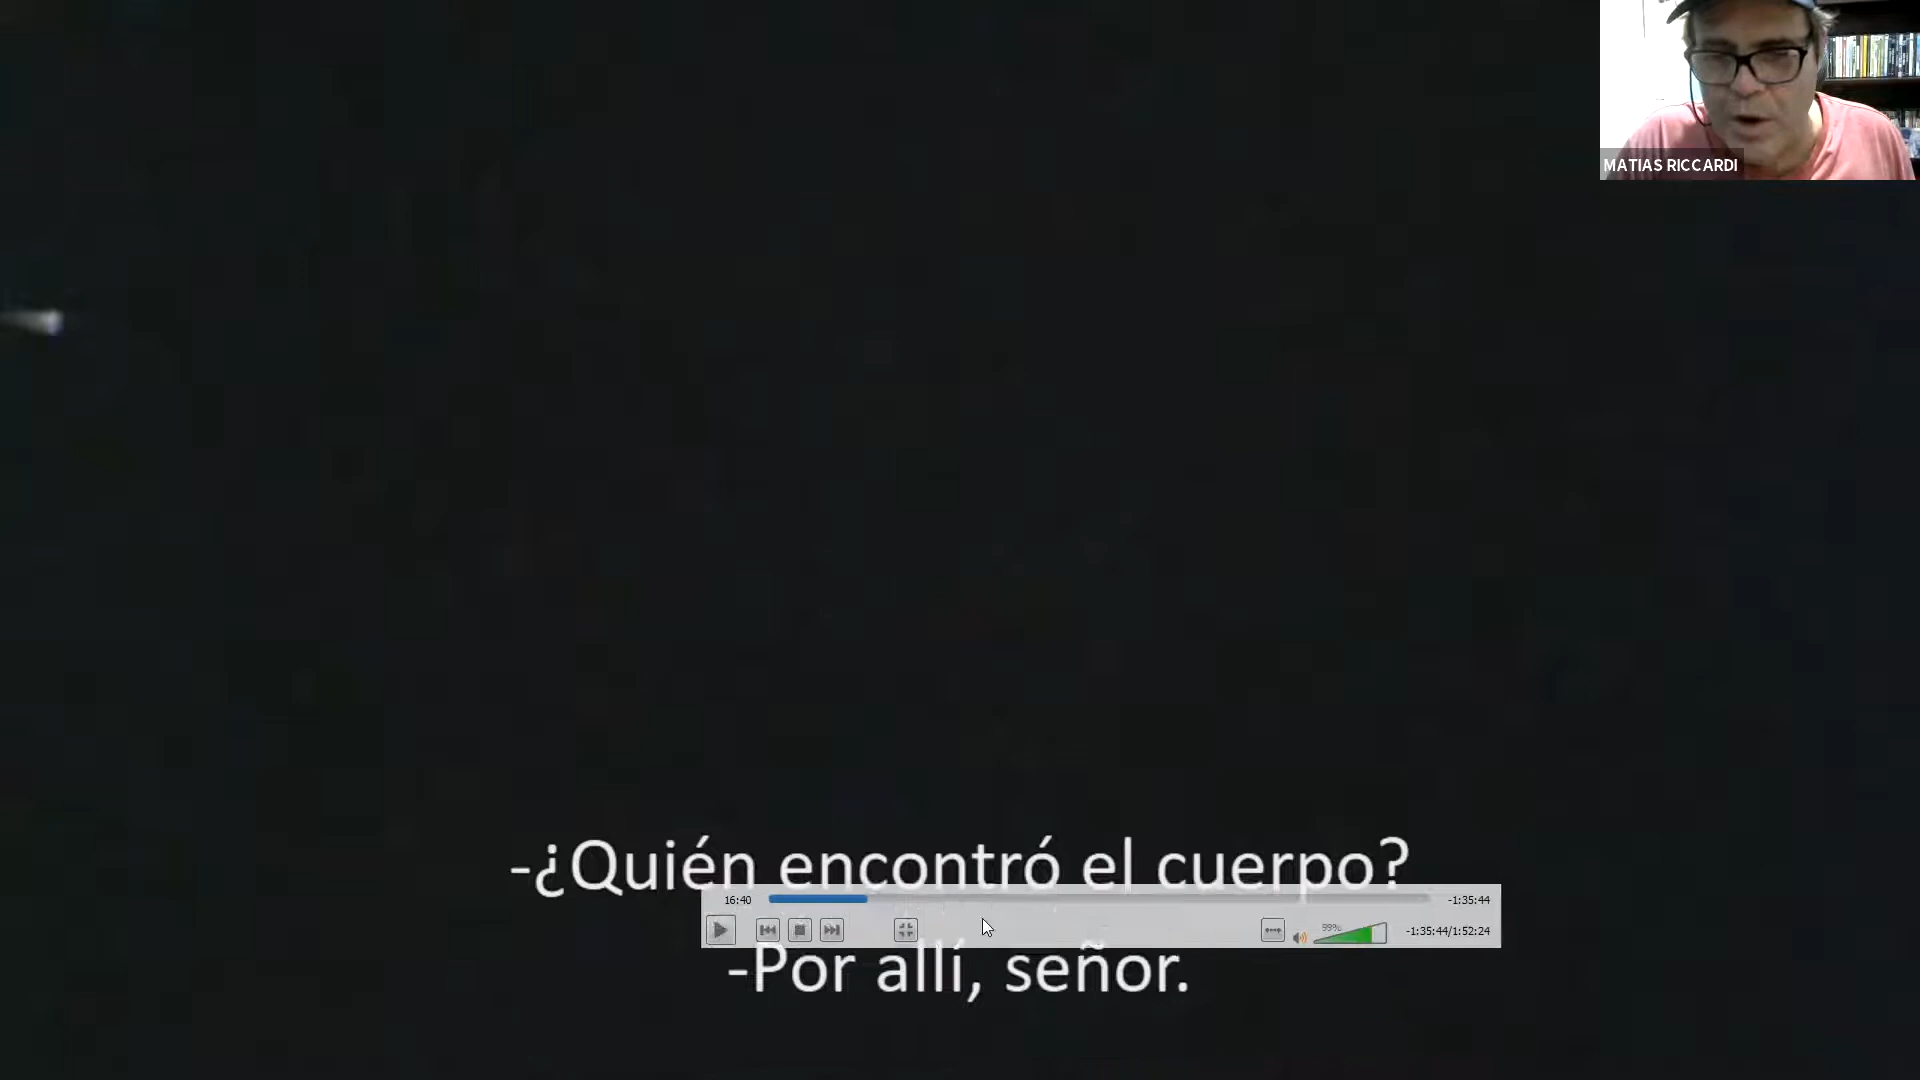 MATIAS RICCARDI
-¿Quién encontró el cuerpo?
16:40
-1:35:44
99%
-1:35:44/1:52:24
-Por allí, señor.